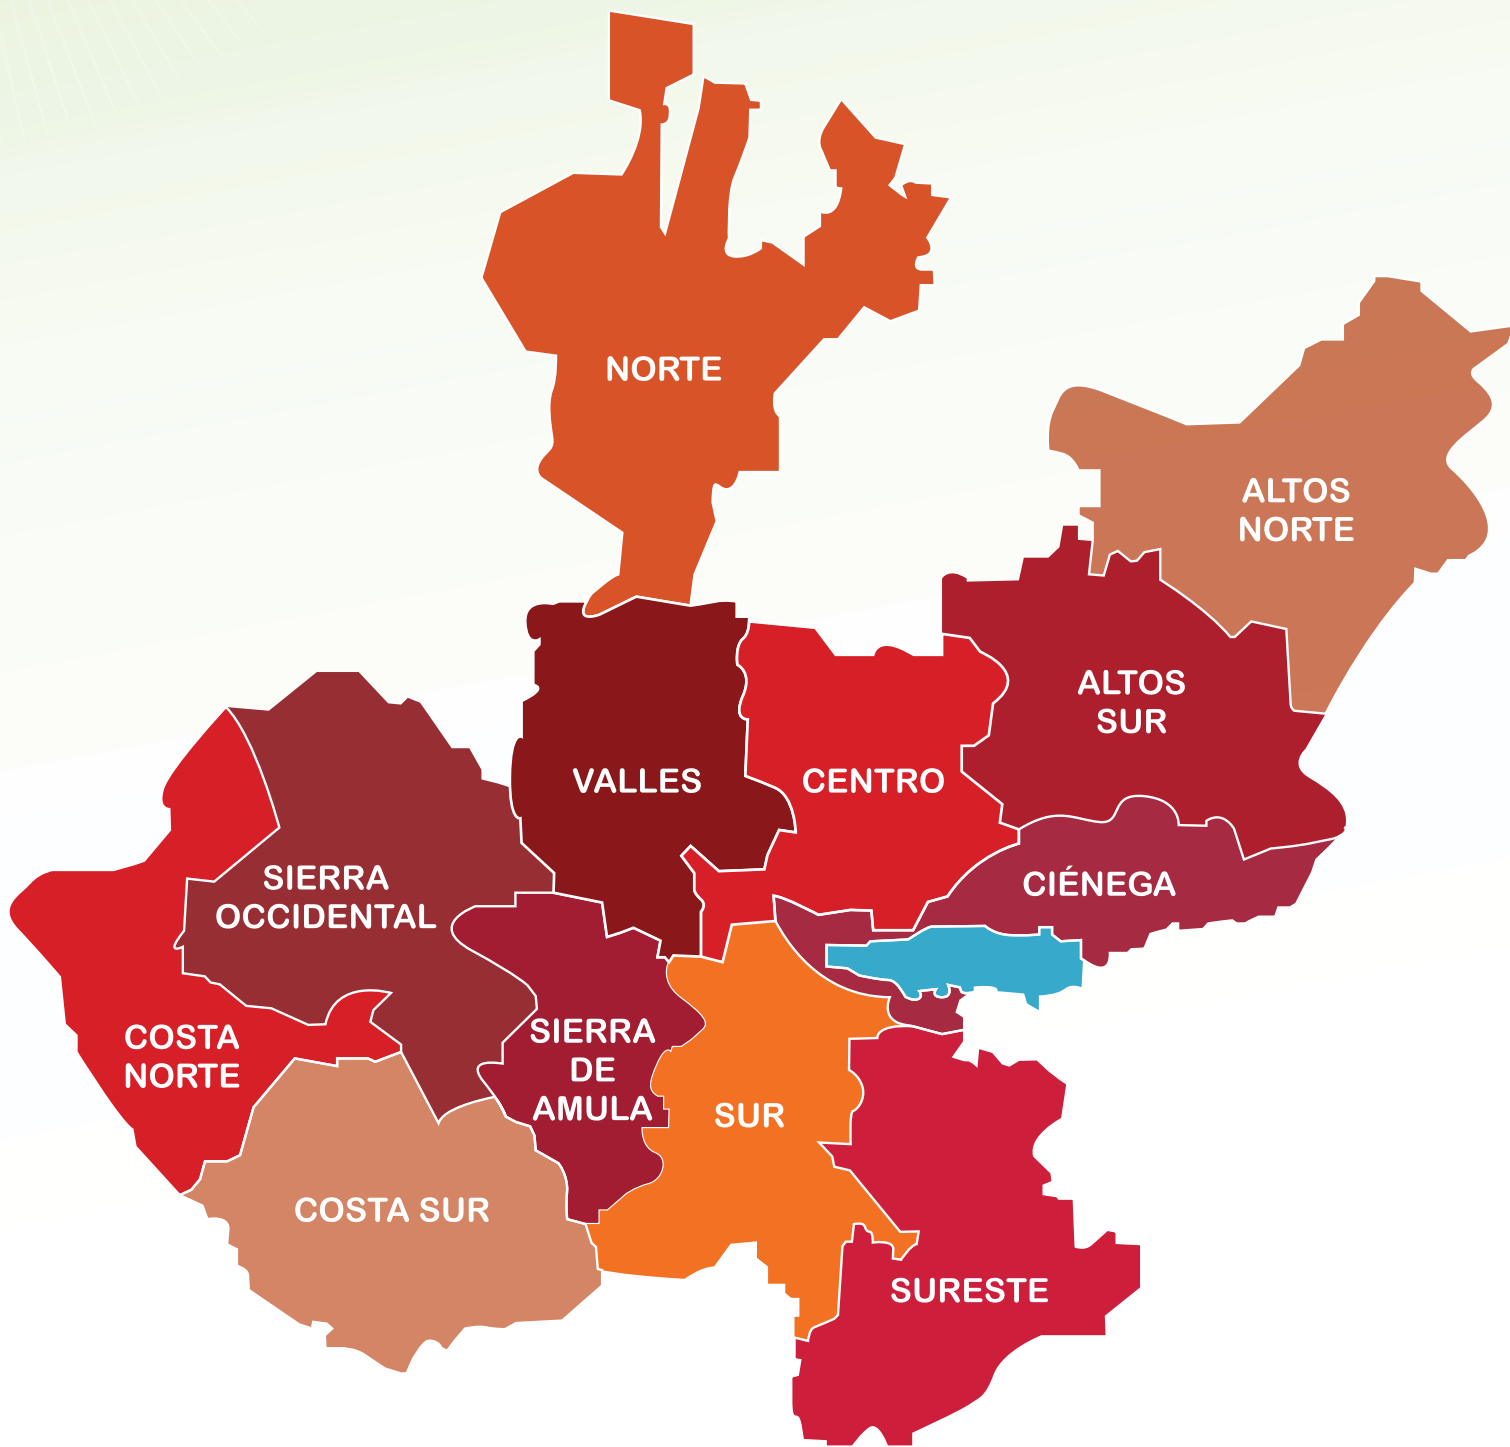 NORTE
ALTOS
NORTE
ALTOS
SUR
VALLES
CENTRO
SIERRA
OCCIDENTAL
CIÉNEGA
COSTA
NORTE
SIERRA
DE
AMULA
SUR
COSTA SUR
SURESTE